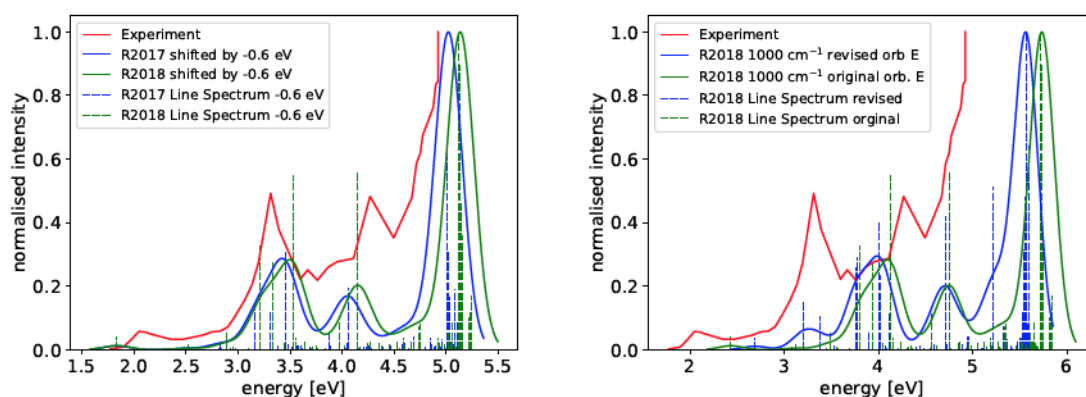 1.0
0.8
0.6
0.4
0.2
0.0
normalised intensity
Experiment
R2017 shifted by -0.6 eV
R2018 shifted by -0.6 eV
R2017 Line Spectrum -0.6 eV
R2018 Line Spectrum -0.6 eV
1.5 2.0 2.5 3.0 3.5 4.0 4.5 5.0 5.5
energy [eV]
1.0
0.8
0.6
0.4
0.2
0.0
normalised intensity
Experiment
R2018 1000 cm⁻¹ revised orb E
R2018 1000 cm⁻¹ original orb. E
R2018 Line Spectrum revised
R2018 Line Spectrum orginal
2 3 4 5 6
energy [eV]